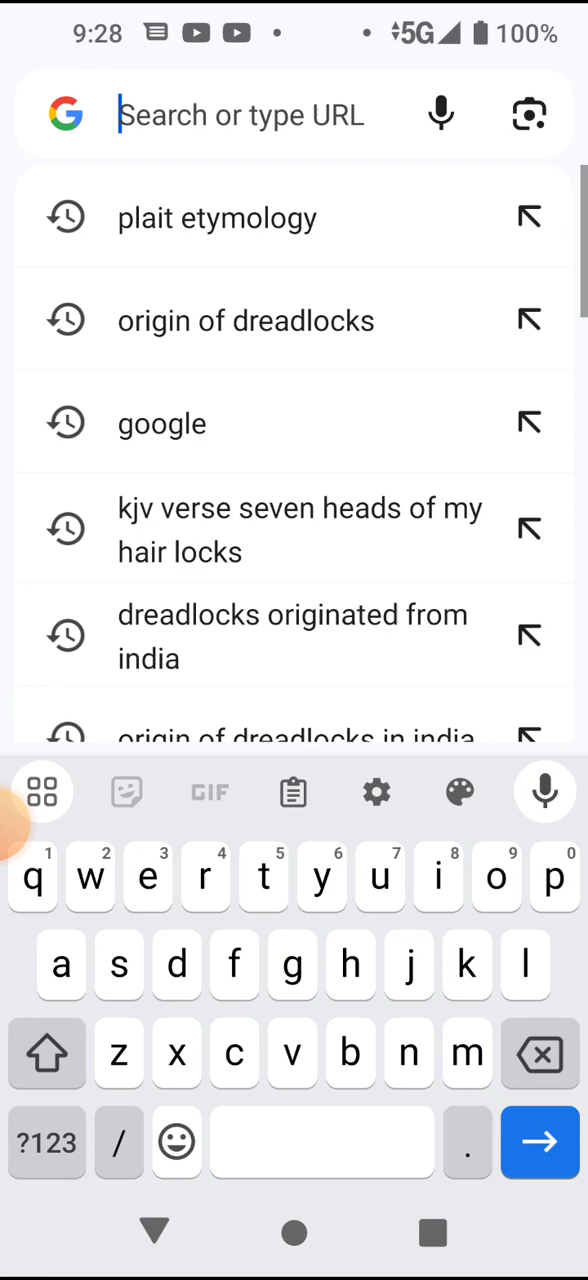 9:28 5G 100%
Search or type URL
plait etymology
origin of dreadlocks
google
kjv verse seven heads of my
hair locks
dreadlocks originated from
india
origin of dreadlocks in india
GIF
1 2 3 4 5 6 7 8 9 0
q w e r t y u i o p
a s d f g h j k l
z x c v b n m
?123 / .